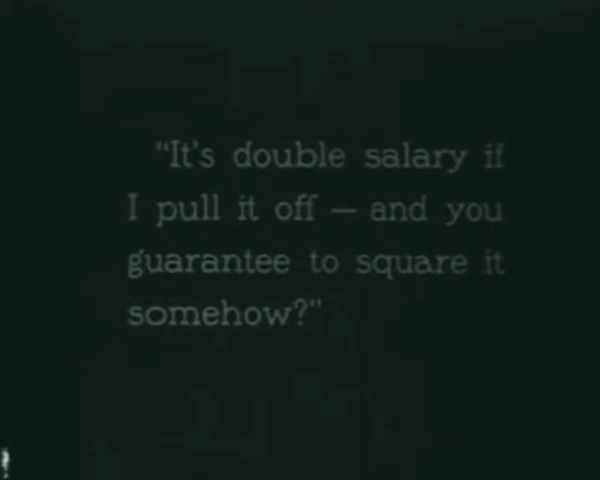 "It's double salary if
I pull it off — and you
guarantee to square it
somehow?"